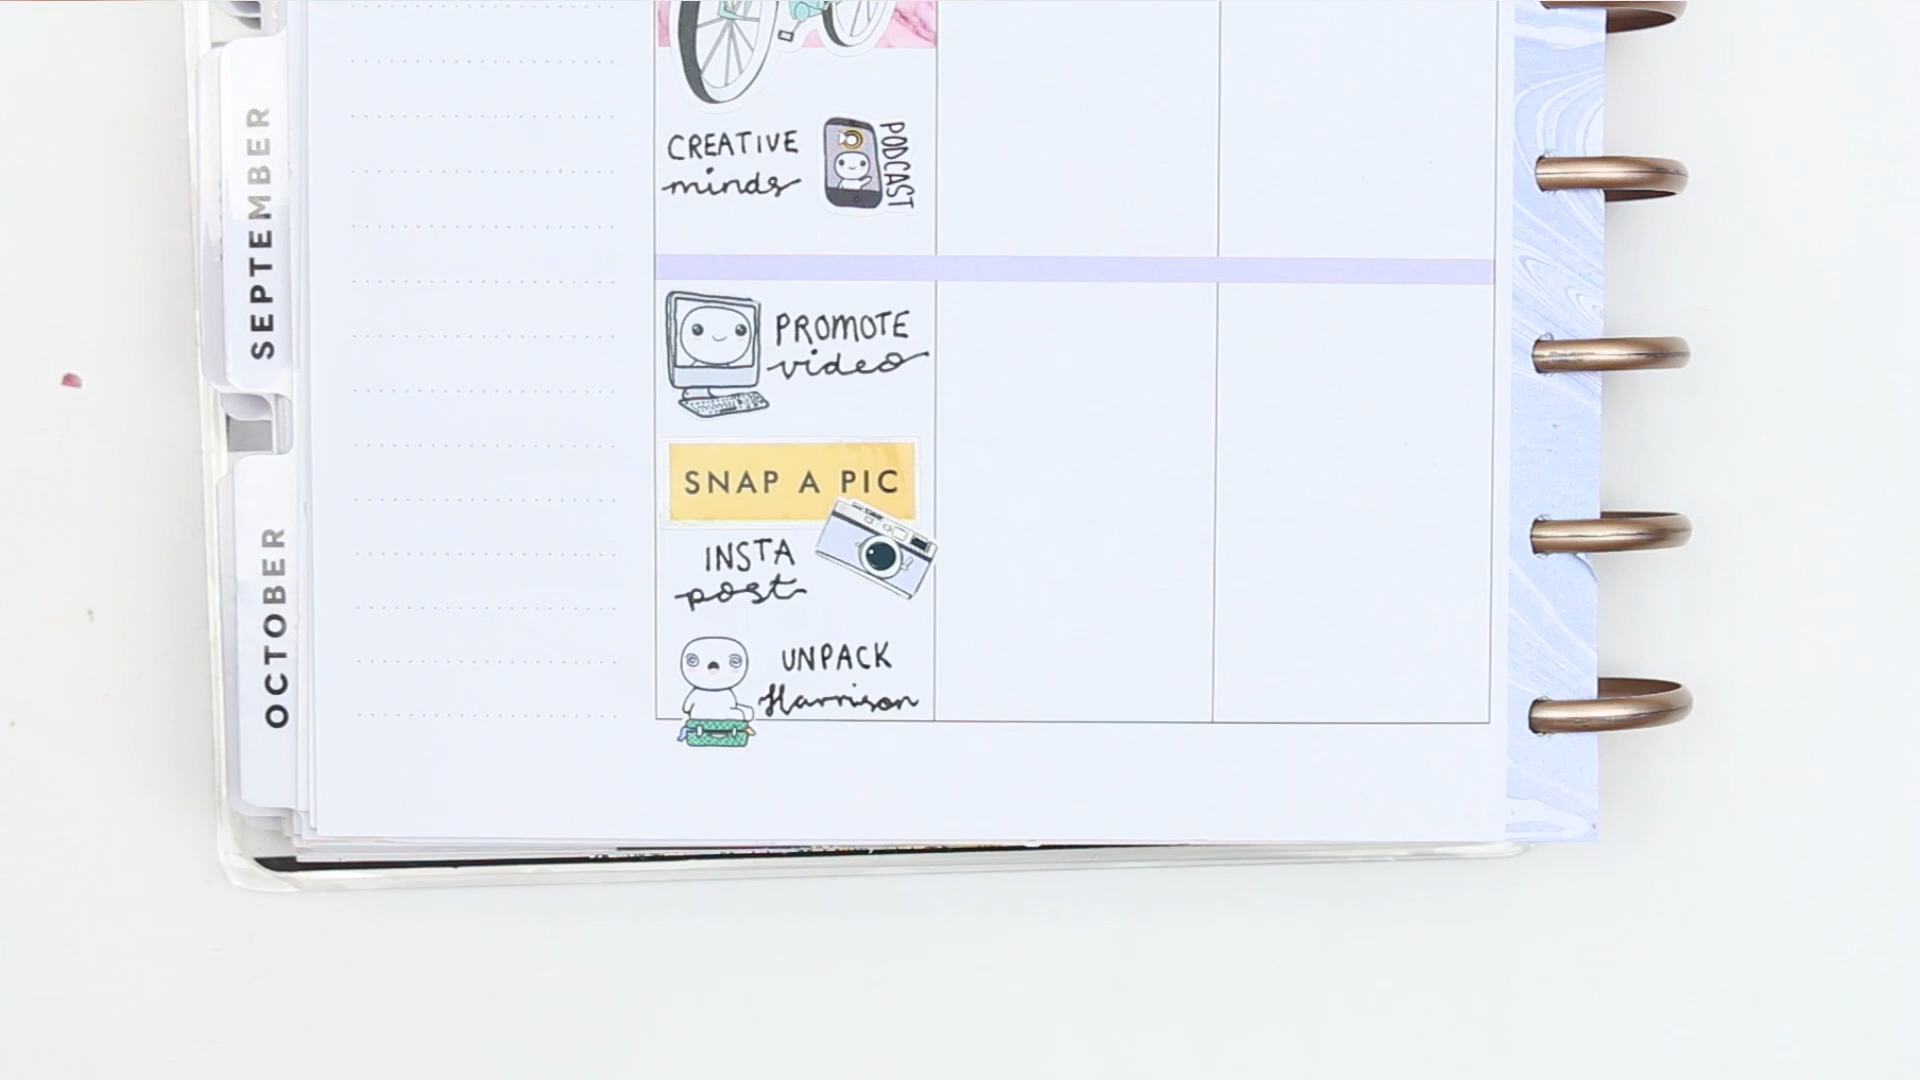 SEPTEMBER
OCTOBER
CREATIVE
minds
PODCAST
PROMOTE
video
SNAP A PIC
INSTA
post
UNPACK
Harrison